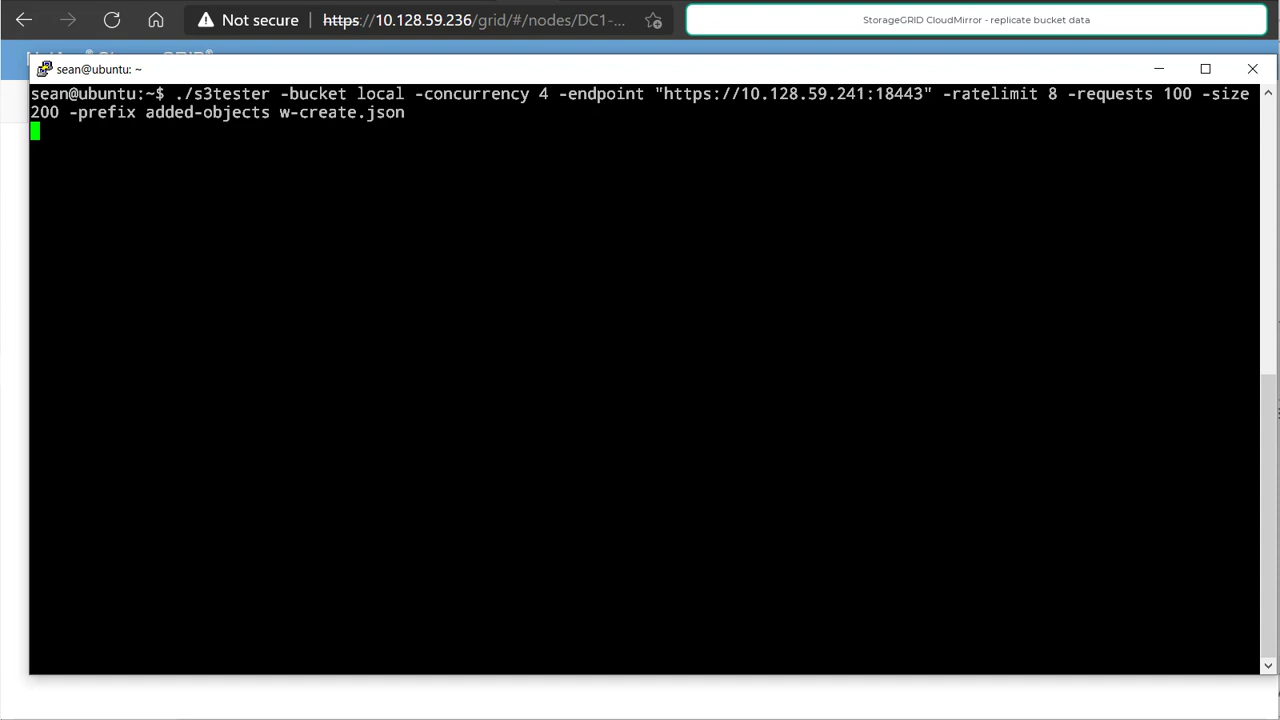 Not secure https://10.128.59.236/grid/#/nodes/DC1-...
StorageGRID CloudMirror - replicate bucket data
sean@ubuntu: ~
sean@ubuntu:~$ ./s3tester -bucket local -concurrency 4 -endpoint "https://10.128.59.241:18443" -ratelimit 8 -requests 100 -size
200 -prefix added-objects w-create.json